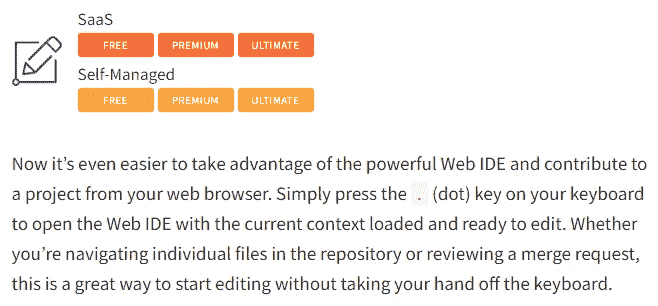 SaaS
FREE PREMIUM ULTIMATE
Self-Managed
FREE PREMIUM ULTIMATE
Now it’s even easier to take advantage of the powerful Web IDE and contribute to
a project from your web browser. Simply press the . (dot) key on your keyboard
to open the Web IDE with the current context loaded and ready to edit. Whether
you’re navigating individual files in the repository or reviewing a merge request,
this is a great way to start editing without taking your hand off the keyboard.